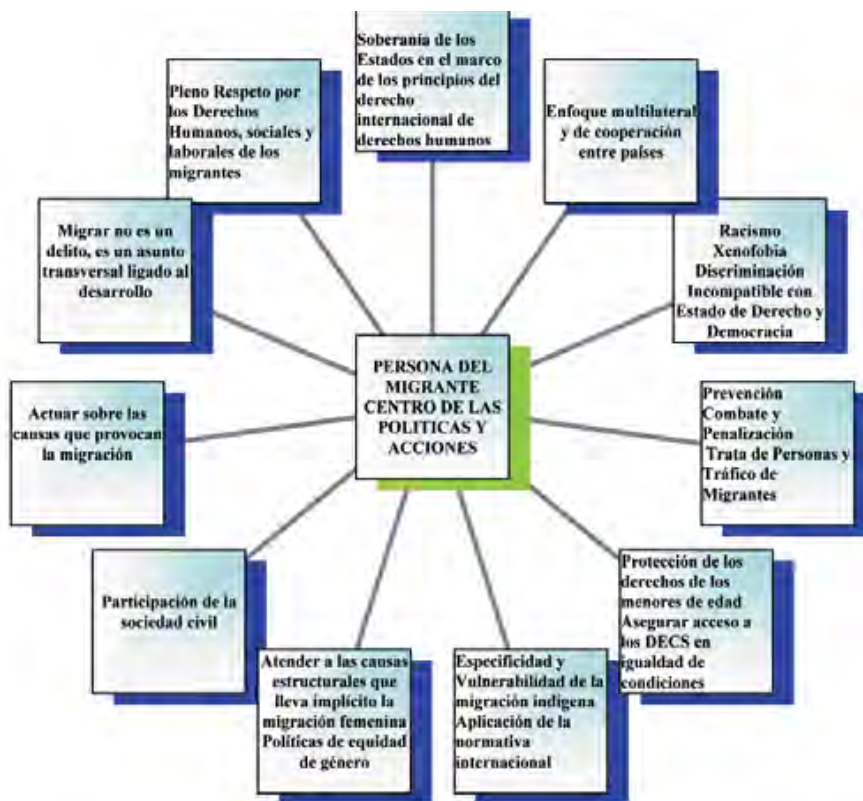 Soberanía de los
Estados en el marco
de los principios del
derecho
internacional de
derechos humanos
Pleno Respeto por
los Derechos
Humanos, sociales y
laborales de los
migrantes
Enfoque multilateral
y de cooperación
entre países
Migrar no es un
delito, es un asunto
transversal ligado al
desarrollo
Racismo
Xenofobia
Discriminación
Incompatible con
Estado de Derecho y
Democracia
PERSONA DEL
MIGRANTE
CENTRO DE LAS
POLITICAS Y
ACCIONES
Actuar sobre las
causas que provocan
la migración
Prevención
Combate y
Penalización
Trata de Personas y
Tráfico de
Migrantes
Participación de la
sociedad civil
Protección de los
derechos de los
menores de edad
Asegurar acceso a
los DECS en
igualdad de
condiciones
Atender a las causas
estructurales que
lleva implícito la
migración femenina
Políticas de equidad
de género
Especificidad y
Vulnerabilidad de la
migración indígena
Aplicación de la
normativa
internacional